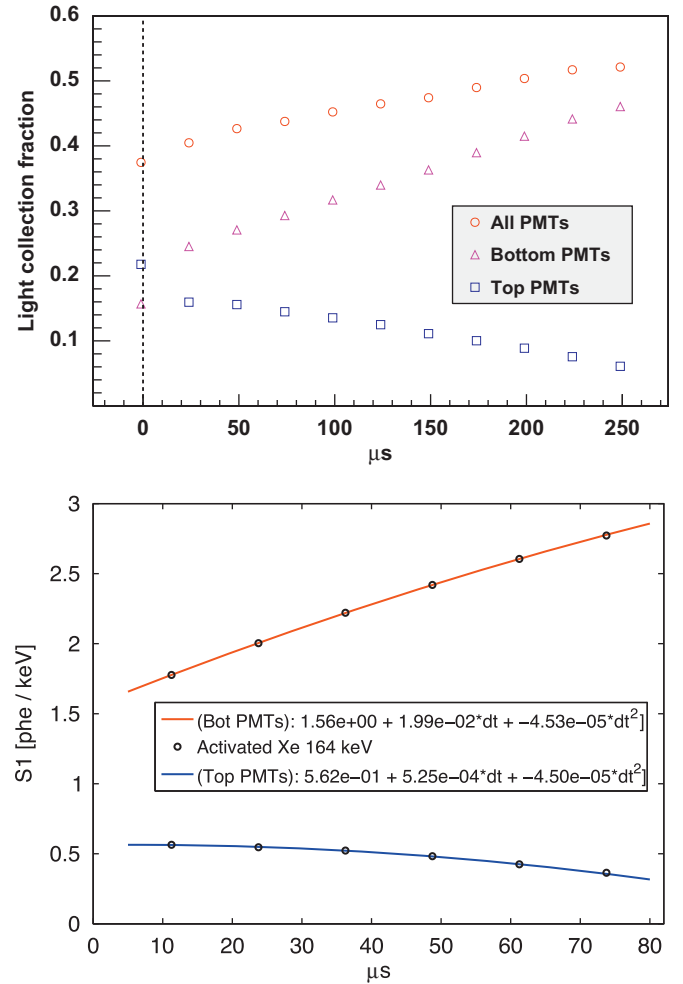 0.6
0.5
0.4
0.3
0.2
0.1
Light collection fraction
All PMTs
Bottom PMTs
Top PMTs
0 50 100 150 200 250
μs
3
2.5
2
1.5
1
0.5
0
S1 [phe / keV]
(Bot PMTs): 1.56e+00 + 1.99e−02*dt + −4.53e−05*dt²]
Activated Xe 164 keV
(Top PMTs): 5.62e−01 + 5.25e−04*dt + −4.50e−05*dt²]
0 10 20 30 40 50 60 70 80
μs